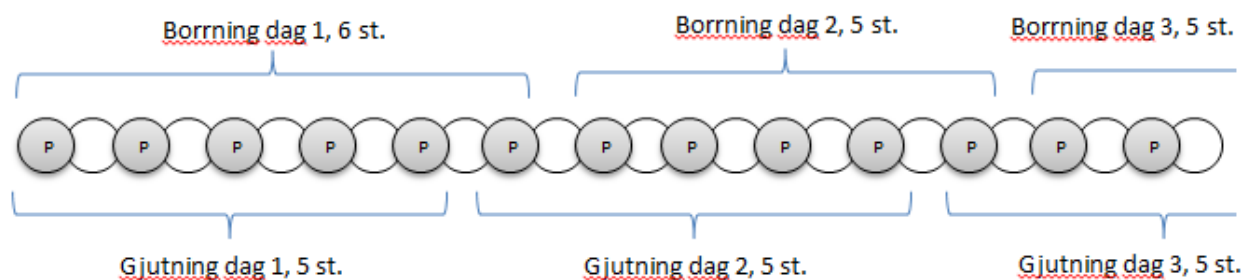 Borrning dag 1, 6 st.
Borrning dag 2, 5 st.
Borrning dag 3, 5 st.
P P P P P P P P P P P P P
Gjutning dag 1, 5 st.
Gjutning dag 2, 5 st.
Gjutning dag 3, 5 st.